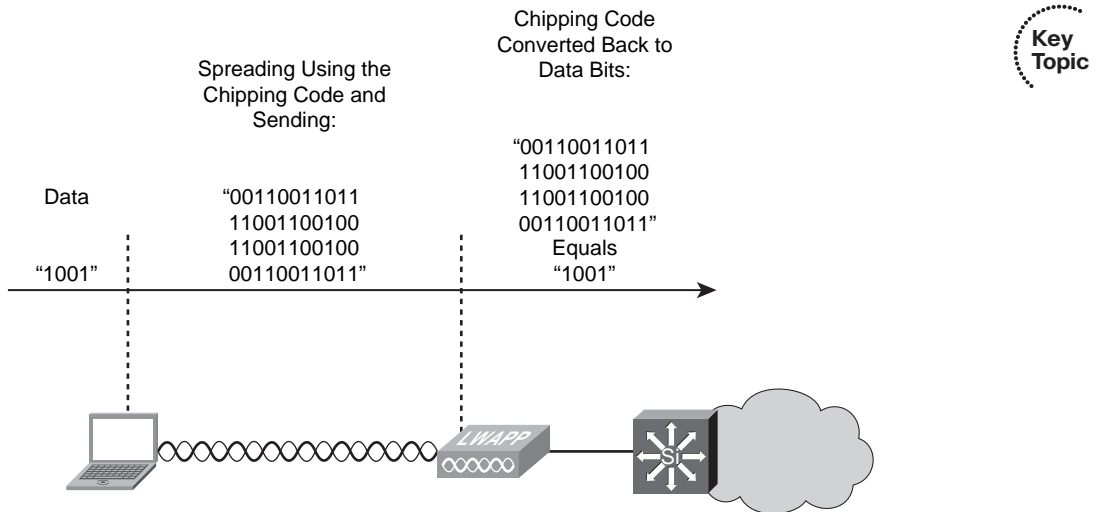 Chipping Code
Converted Back to
Data Bits:
Key
Topic
Spreading Using the
Chipping Code and
Sending:
“00110011011
11001100100
11001100100
00110011011”
Equals
“1001”
Data
“00110011011
11001100100
11001100100
00110011011”
“1001”
LWAPP
Si